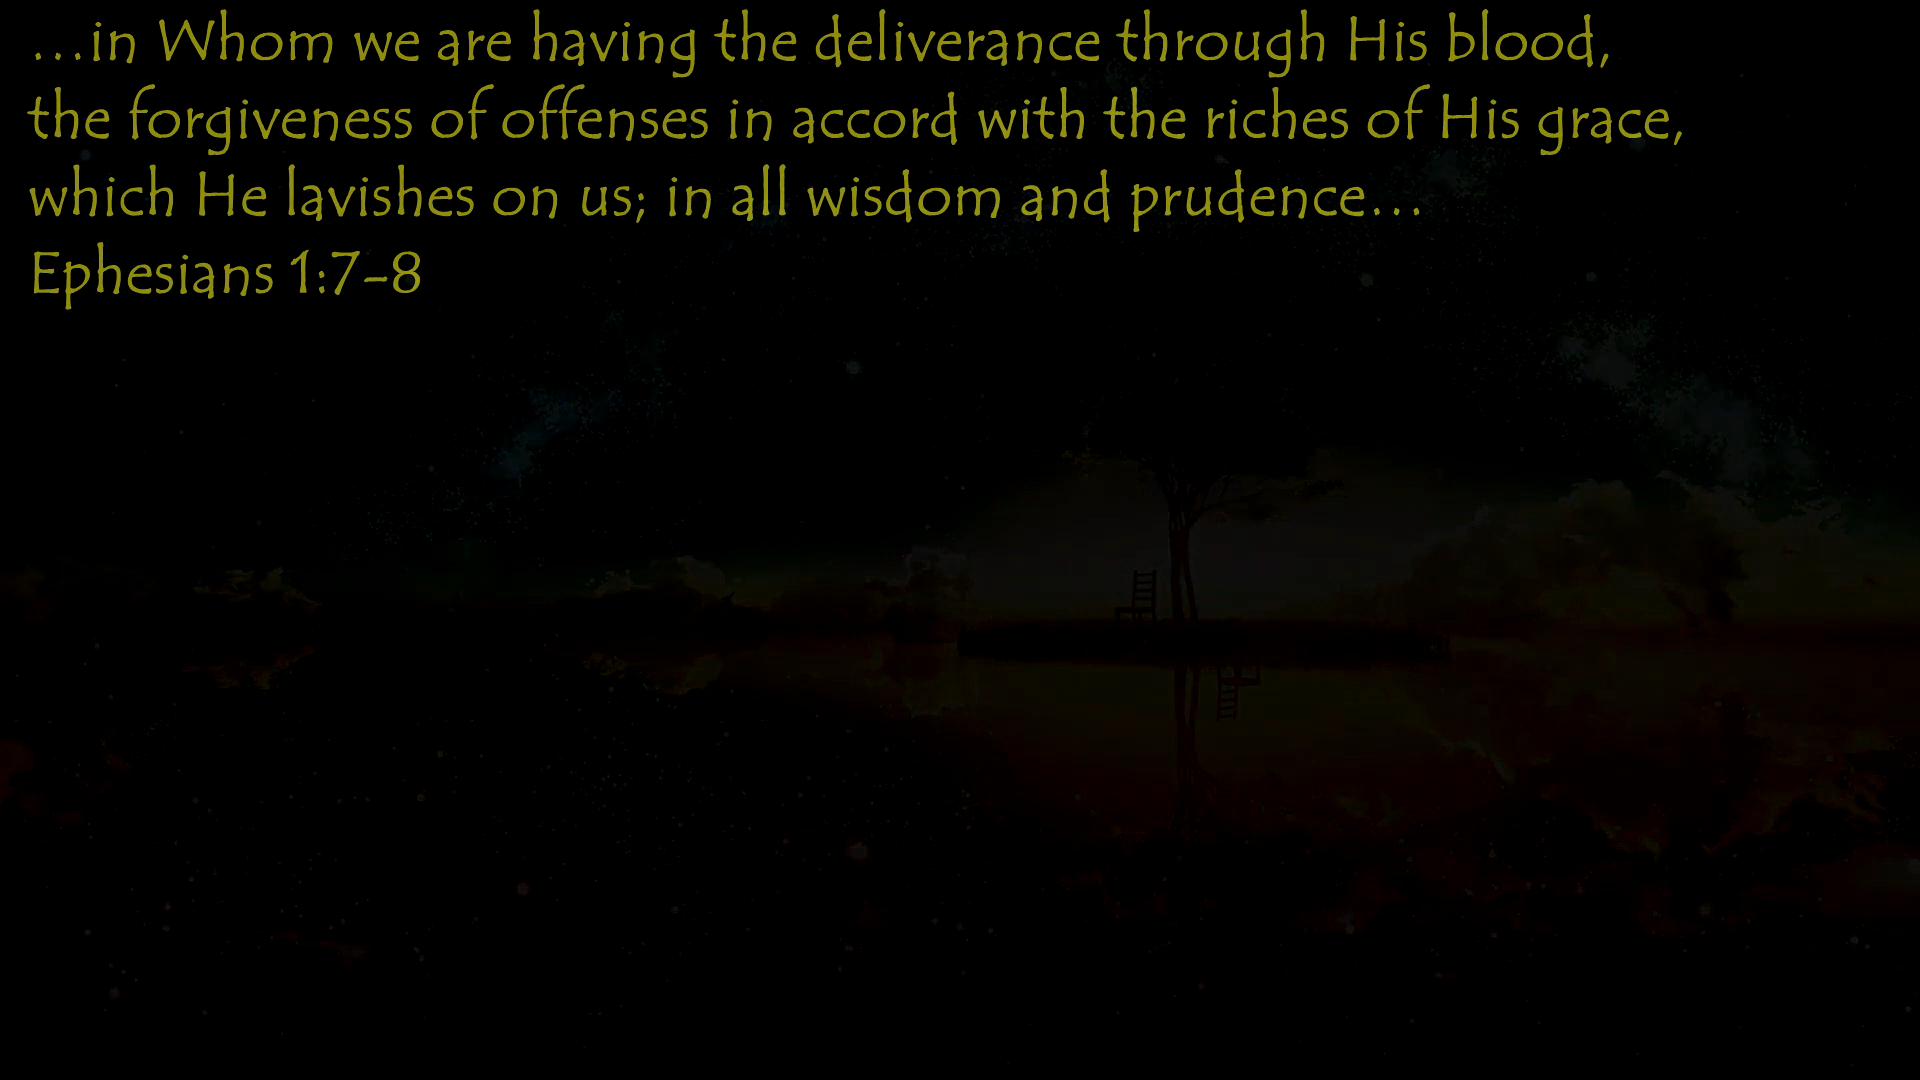 …in Whom we are having the deliverance through His blood,
the forgiveness of offenses in accord with the riches of His grace,
which He lavishes on us; in all wisdom and prudence…
Ephesians 1:7-8